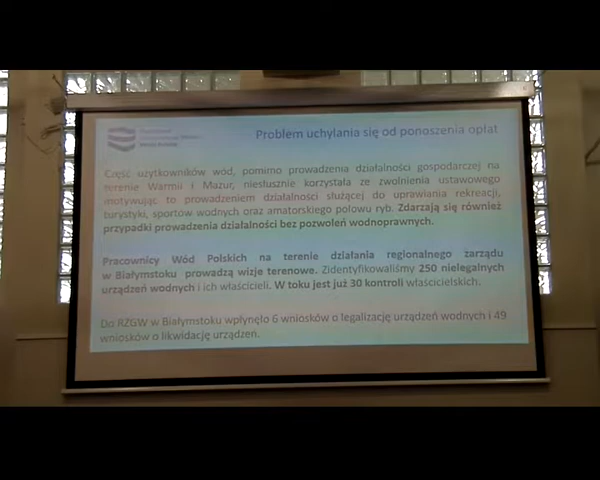 Problem uchylania się od ponoszenia opłat
Część użytkowników wód, pomimo prowadzenia działalności gospodarczej na
terenie Warmii i Mazur, niesłusznie korzystała ze zwolnienia ustawowego
motywując to prowadzeniem działalności służącej do uprawiania rekreacji,
turystyki, sportów wodnych oraz amatorskiego połowu ryb. Zdarzają się również
przypadki prowadzenia działalności bez pozwoleń wodnoprawnych.
Pracownicy Wód Polskich na terenie działania regionalnego zarządu
w Białymstoku prowadzą wizje terenowe. Zidentyfikowaliśmy 250 nielegalnych
urządzeń wodnych i ich właścicieli. W toku jest już 30 kontroli właścicielskich.
Do RZGW w Białymstoku wpłynęło 6 wniosków o legalizację urządzeń wodnych i 49
wniosków o likwidację urządzeń.